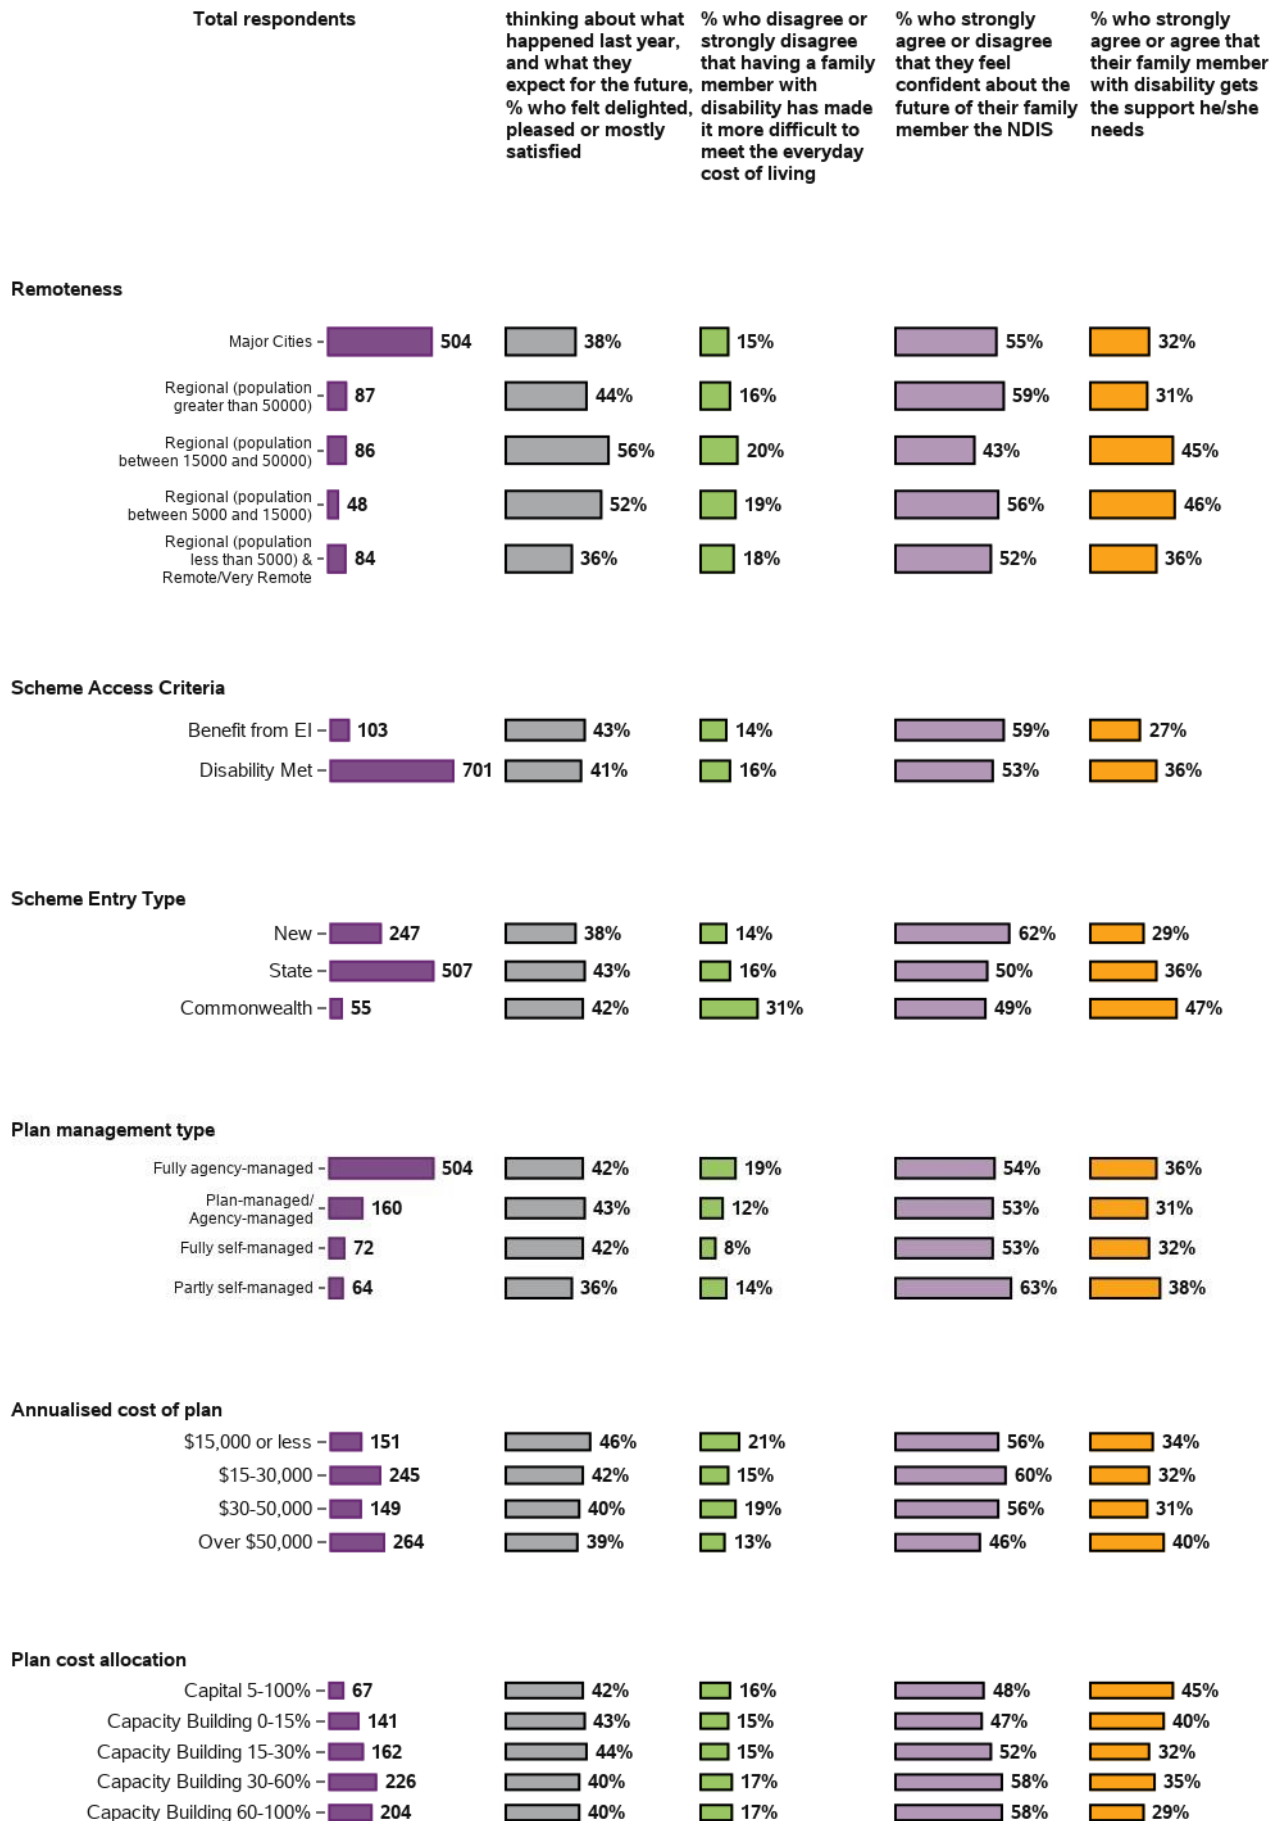 Total respondents
thinking about what
happened last year,
and what they
expect for the future,
% who felt delighted,
pleased or mostly
satisfied
% who disagree or
strongly disagree
that having a family
member with
disability has made
it more difficult to
meet the everyday
cost of living
% who strongly
agree or disagree
that they feel
confident about the
future of their family
member the NDIS
% who strongly
agree or agree that
their family member
with disability gets
the support he/she
needs
Remoteness
Major Cities 504 38% 15% 55% 32%
Regional (population
greater than 50000) 87 44% 16% 59% 31%
Regional (population
between 15000 and 50000) 86 56% 20% 43% 45%
Regional (population
between 5000 and 15000) 48 52% 19% 56% 46%
Regional (population
less than 5000) & 84 36% 18% 52% 36%
Remote/Very Remote
Scheme Access Criteria
Benefit from EI 103 43% 14% 59% 27%
Disability Met 701 41% 16% 53% 36%
Scheme Entry Type
New 247 38% 14% 62% 29%
State 507 43% 16% 50% 36%
Commonwealth 55 42% 31% 49% 47%
Plan management type
Fully agency-managed 504 42% 19% 54% 36%
Plan-managed/
Agency-managed 160 43% 12% 53% 31%
Fully self-managed 72 42% 8% 53% 32%
Partly self-managed 64 36% 14% 63% 38%
Annualised cost of plan
$15,000 or less 151 46% 21% 56% 34%
$15-30,000 245 42% 15% 60% 32%
$30-50,000 149 40% 19% 56% 31%
Over $50,000 264 39% 13% 46% 40%
Plan cost allocation
Capital 5-100% 67 42% 16% 48% 45%
Capacity Building 0-15% 141 43% 15% 47% 40%
Capacity Building 15-30% 162 44% 15% 52% 32%
Capacity Building 30-60% 226 40% 17% 58% 35%
Capacity Building 60-100% 204 40% 17% 58% 29%